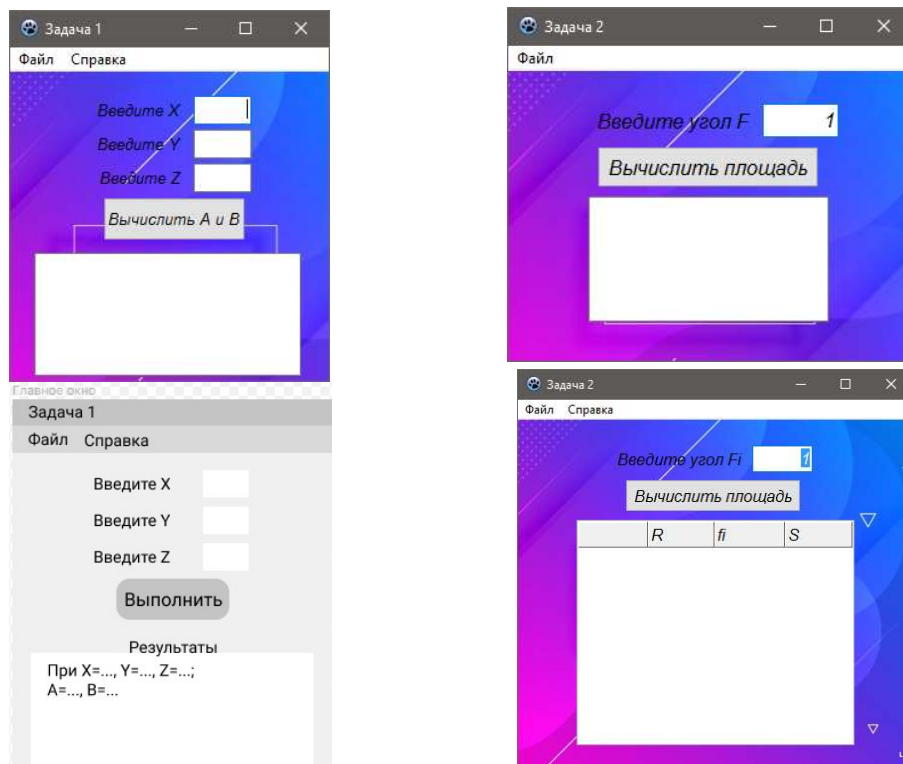 Задача 1
Файл Справка
Введите X
Введите Y
Введите Z
Вычислить A и B
Задача 2
Файл
Введите угол F 1
Вычислить площадь
Главное окно
Задача 1
Файл Справка
Введите X
Введите Y
Введите Z
Выполнить
Результаты
При X=..., Y=..., Z=...;
A=..., B=...
Задача 2
Файл Справка
Введите угол Fi 1
Вычислить площадь
R fi S